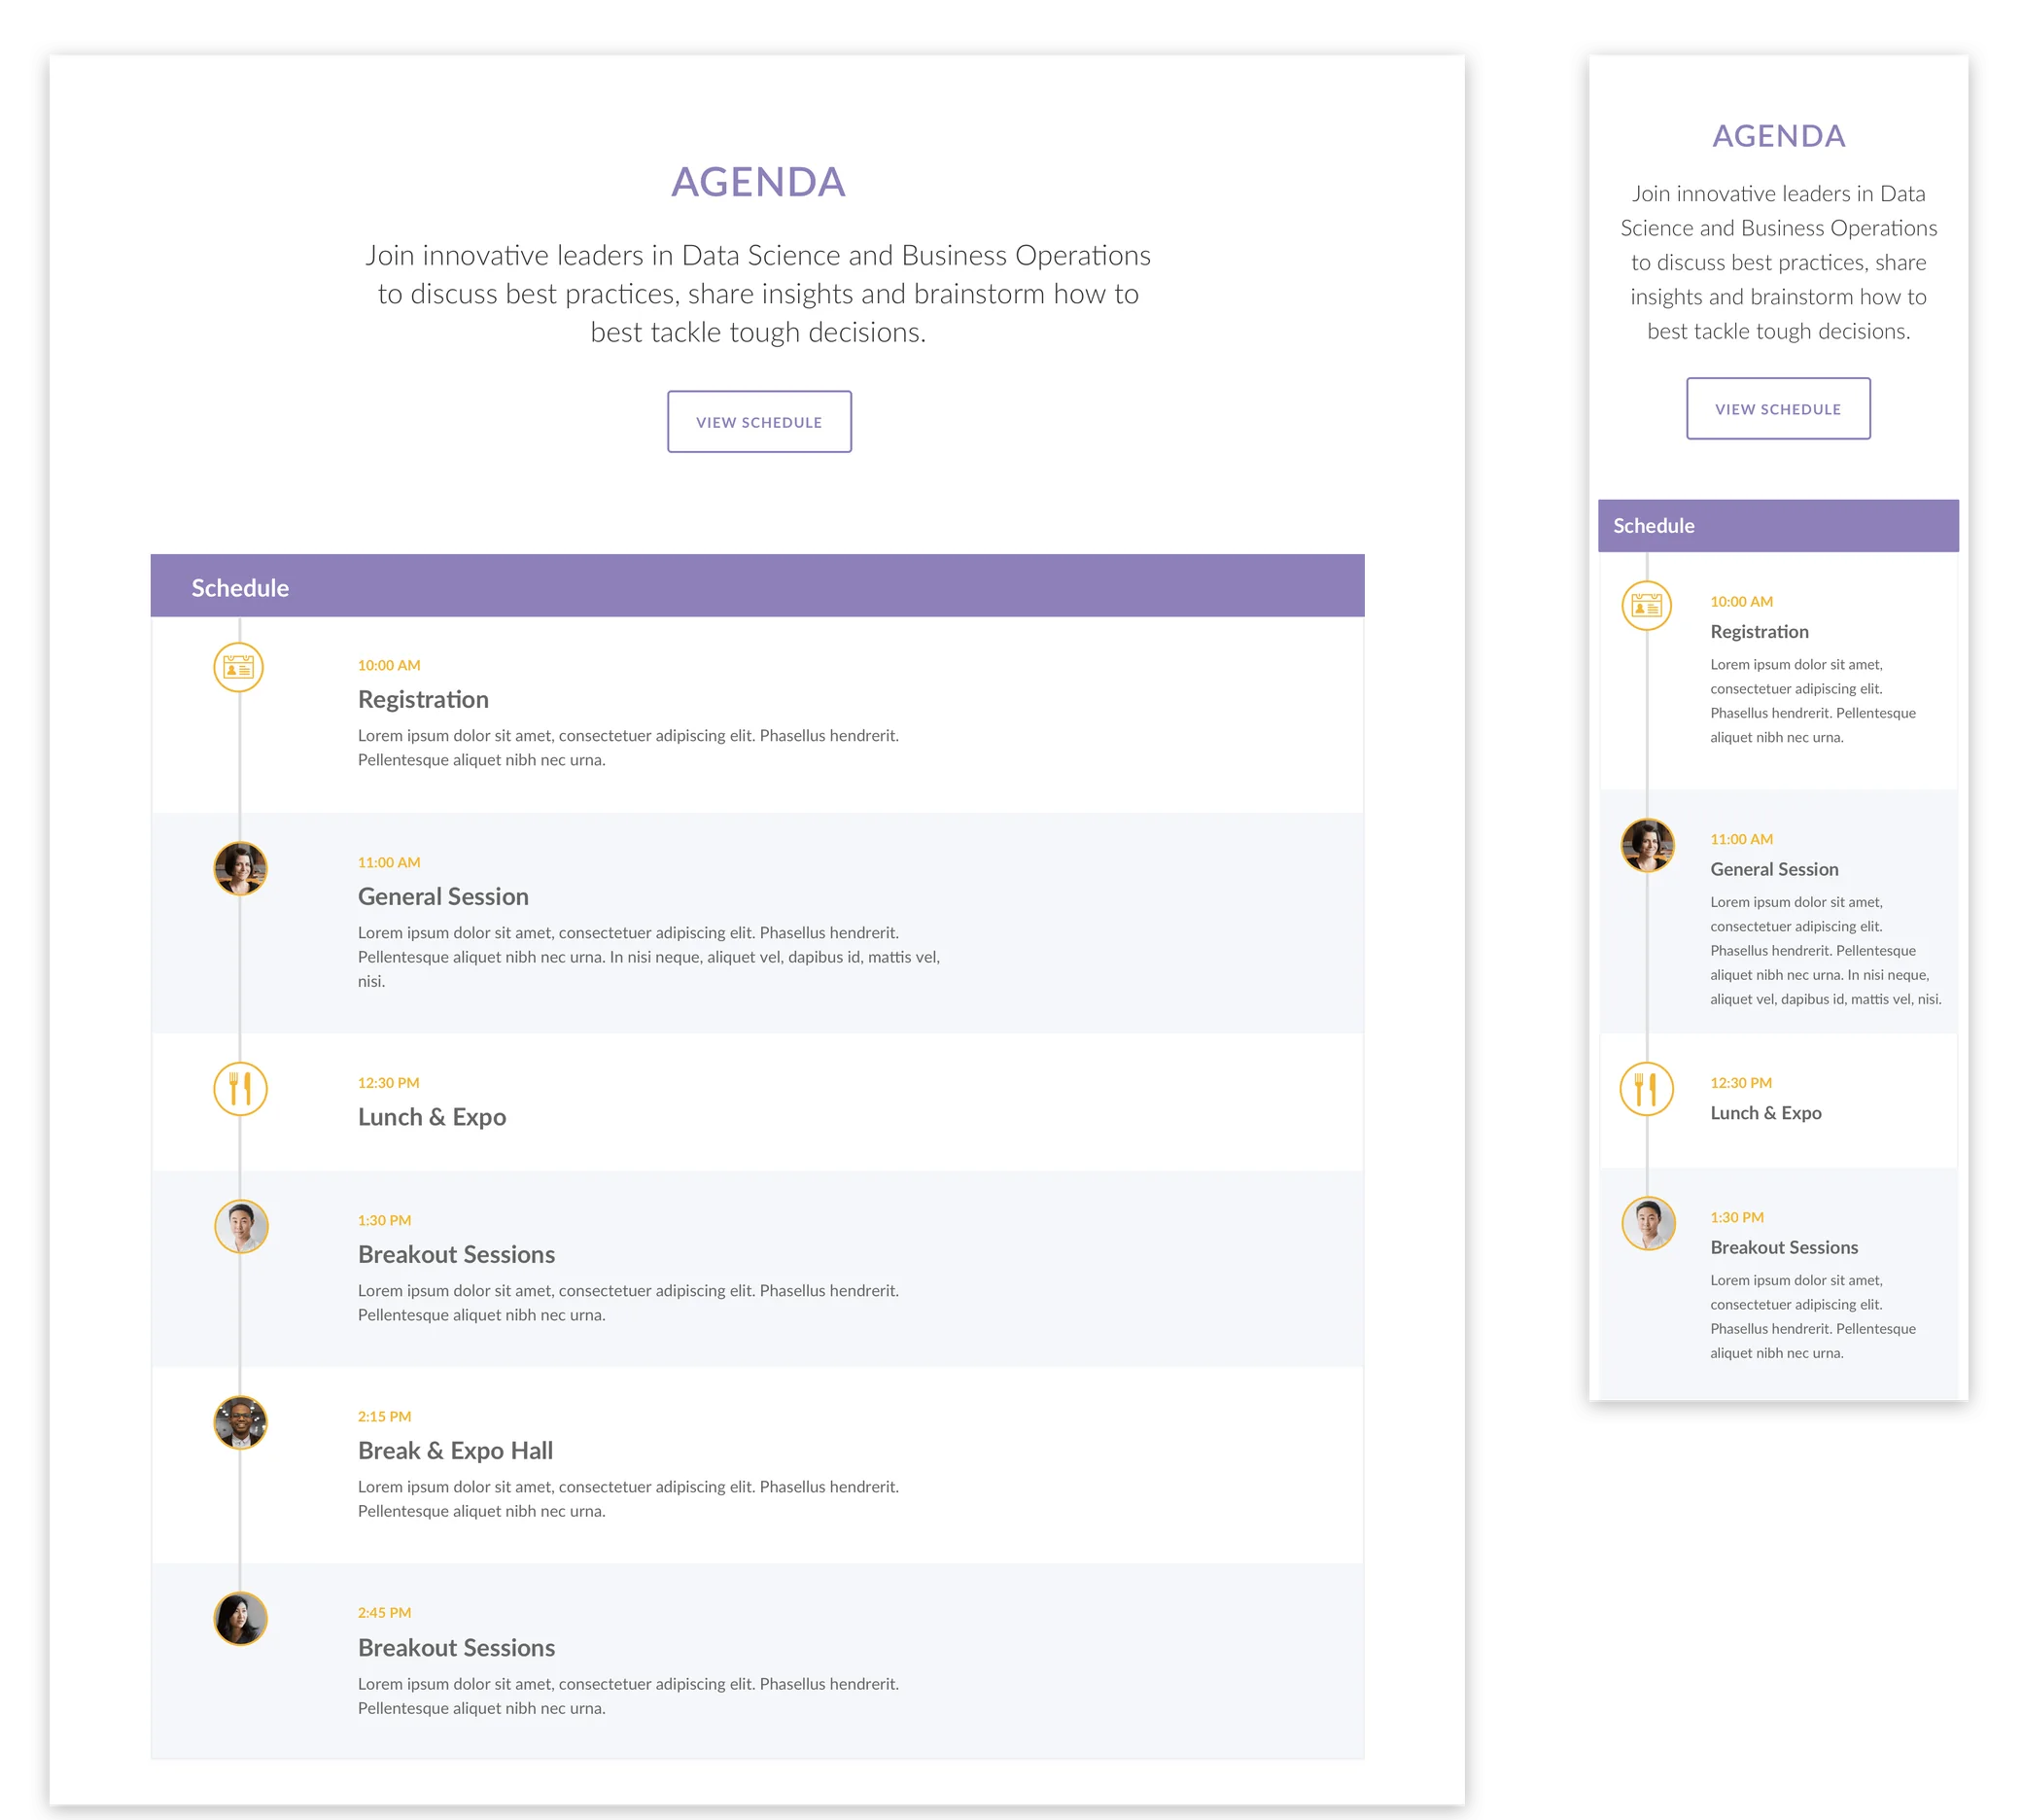 AGENDA
Join innovative leaders in Data Science and Business Operations
to discuss best practices, share insights and brainstorm how to
best tackle tough decisions.
VIEW SCHEDULE
Schedule
10:00 AM
Registration
Lorem ipsum dolor sit amet, consectetuer adipiscing elit. Phasellus hendrerit.
Pellentesque aliquet nibh nec urna.
11:00 AM
General Session
Lorem ipsum dolor sit amet, consectetuer adipiscing elit. Phasellus hendrerit.
Pellentesque aliquet nibh nec urna. In nisi neque, aliquet vel, dapibus id, mattis vel,
nisi.
12:30 PM
Lunch & Expo
1:30 PM
Breakout Sessions
Lorem ipsum dolor sit amet, consectetuer adipiscing elit. Phasellus hendrerit.
Pellentesque aliquet nibh nec urna.
2:15 PM
Break & Expo Hall
Lorem ipsum dolor sit amet, consectetuer adipiscing elit. Phasellus hendrerit.
Pellentesque aliquet nibh nec urna.
2:45 PM
Breakout Sessions
Lorem ipsum dolor sit amet, consectetuer adipiscing elit. Phasellus hendrerit.
Pellentesque aliquet nibh nec urna.
AGENDA
Join innovative leaders in Data
Science and Business Operations
to discuss best practices, share
insights and brainstorm how to
best tackle tough decisions.
VIEW SCHEDULE
Schedule
10:00 AM
Registration
Lorem ipsum dolor sit amet,
consectetuer adipiscing elit.
Phasellus hendrerit. Pellentesque
aliquet nibh nec urna.
11:00 AM
General Session
Lorem ipsum dolor sit amet,
consectetuer adipiscing elit.
Phasellus hendrerit. Pellentesque
aliquet nibh nec urna. In nisi neque,
aliquet vel, dapibus id, mattis vel, nisi.
12:30 PM
Lunch & Expo
1:30 PM
Breakout Sessions
Lorem ipsum dolor sit amet,
consectetuer adipiscing elit.
Phasellus hendrerit. Pellentesque
aliquet nibh nec urna.